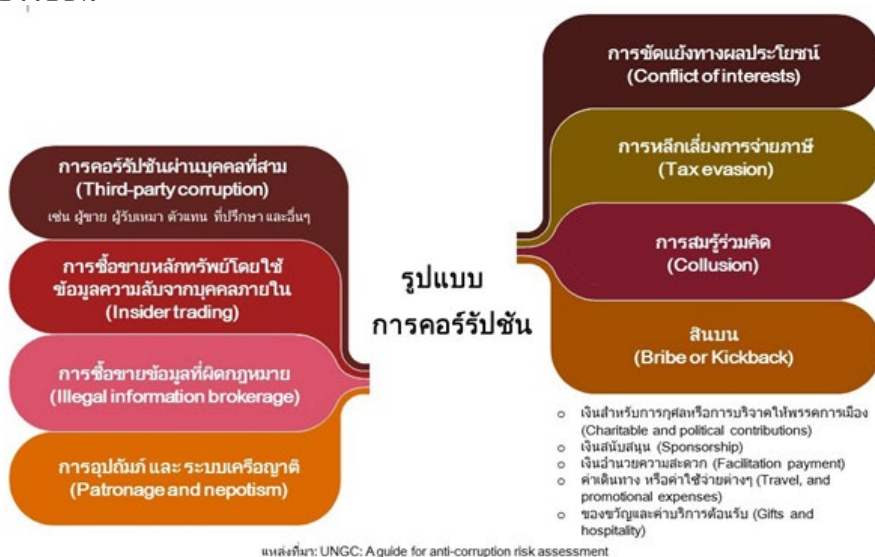 การคอร์รัปชันผ่านบุคคลที่สาม
(Third-party corruption)
เช่น ผู้ขาย ผู้รับเหมา ตัวแทน ที่ปรึกษา และอื่นๆ
การซื้อขายหลักทรัพย์โดยใช้
ข้อมูลความลับจากบุคคลภายใน
(Insider trading)
การซื้อขายข้อมูลที่ผิดกฎหมาย
(Illegal information brokerage)
การอุปถัมภ์ และ ระบบเครือญาติ
(Patronage and nepotism)
รูปแบบ
การคอร์รัปชัน
การขัดแย้งทางผลประโยชน์
(Conflict of interests)
การหลีกเลี่ยงการจ่ายภาษี
(Tax evasion)
การสมรู้ร่วมคิด
(Collusion)
สินบน
(Bribe or Kickback)
o เงินสำหรับการกุศลหรือการบริจาคให้พรรคการเมือง
(Charitable and political contributions)
o เงินสนับสนุน (Sponsorship)
o เงินอำนวยความสะดวก (Facilitation payment)
o ค่าเดินทาง หรือค่าใช้จ่ายต่างๆ (Travel, and
promotional expenses)
o ของขวัญและค่าบริการต้อนรับ (Gifts and
hospitality)
แหล่งที่มา: UNGC: A guide for anti-corruption risk assessment